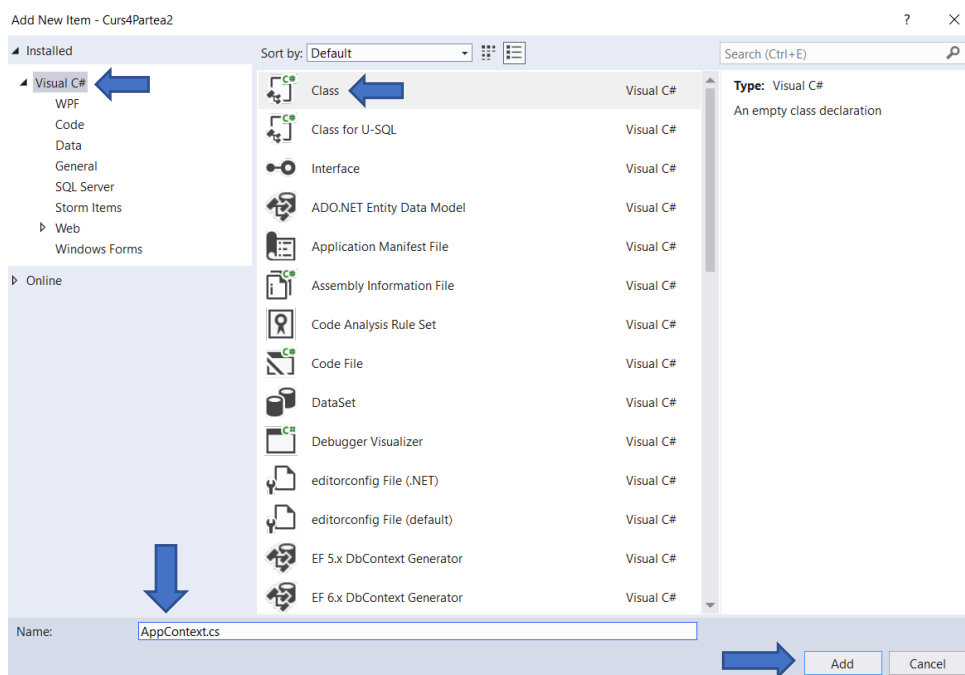 Add New Item - Curs4Partea2
?
Installed
Visual C#
WPF
Code
Data
General
SQL Server
Storm Items
Web
Windows Forms
Online
Sort by: Default
Search (Ctrl+E)
Class Visual C#
Class for U-SQL Visual C#
Interface Visual C#
ADO.NET Entity Data Model Visual C#
Application Manifest File Visual C#
Assembly Information File Visual C#
Code Analysis Rule Set Visual C#
Code File Visual C#
DataSet Visual C#
Debugger Visualizer Visual C#
editorconfig File (.NET) Visual C#
editorconfig File (default) Visual C#
EF 5.x DbContext Generator Visual C#
EF 6.x DbContext Generator Visual C#
Type: Visual C#
An empty class declaration
Name: AppContext.cs
Add Cancel